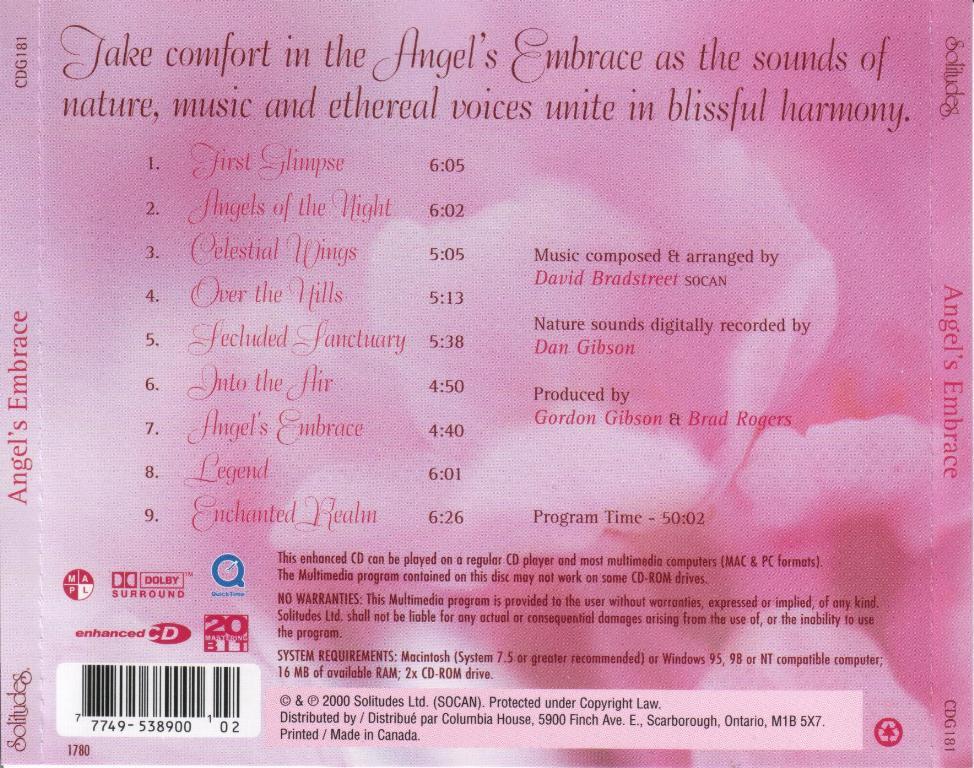 Take comfort in the Angel's Embrace as the sounds of
nature, music and ethereal voices unite in blissful harmony.
1. First Glimpse 6:05
2. Angels of the Night 6:02
3. Celestial Wings 5:05
4. Over the Hills 5:13
5. Secluded Sanctuary 5:38
6. Into the Air 4:50
7. Angel's Embrace 4:40
8. Legend 6:01
9. Enchanted Realm 6:26
Music composed & arranged by
David Bradstreet SOCAN
Nature sounds digitally recorded by
Dan Gibson
Produced by
Gordon Gibson & Brad Rogers
Program Time - 50:02
This enhanced CD can be played on a regular CD player and most multimedia computers (MAC & PC formats).
The Multimedia program contained on this disc may not work on some CD-ROM drives.
NO WARRANTIES: This Multimedia program is provided to the user without warranties, expressed or implied, of any kind.
Solitudes Ltd. shall not be liable for any actual or consequential damages arising from the use of, or the inability to use
the program.
SYSTEM REQUIREMENTS: Macintosh (System 7.5 or greater recommended) or Windows 95, 98 or NT compatible computer;
16 MB of available RAM; 2x CD-ROM drive.
© & ℗ 2000 Solitudes Ltd. (SOCAN). Protected under Copyright Law.
Distributed by / Distribué par Columbia House, 5900 Finch Ave. E., Scarborough, Ontario, M1B 5X7.
Printed / Made in Canada.
MAPL
DOLBY™
SURROUND
QuickTime
enhanced CD
20
MASTERING
BIT
7 7749-538900 1 02
1780
CDG181
Angel's Embrace
Solitudes®
Solitudes®
Angel's Embrace
CDG181